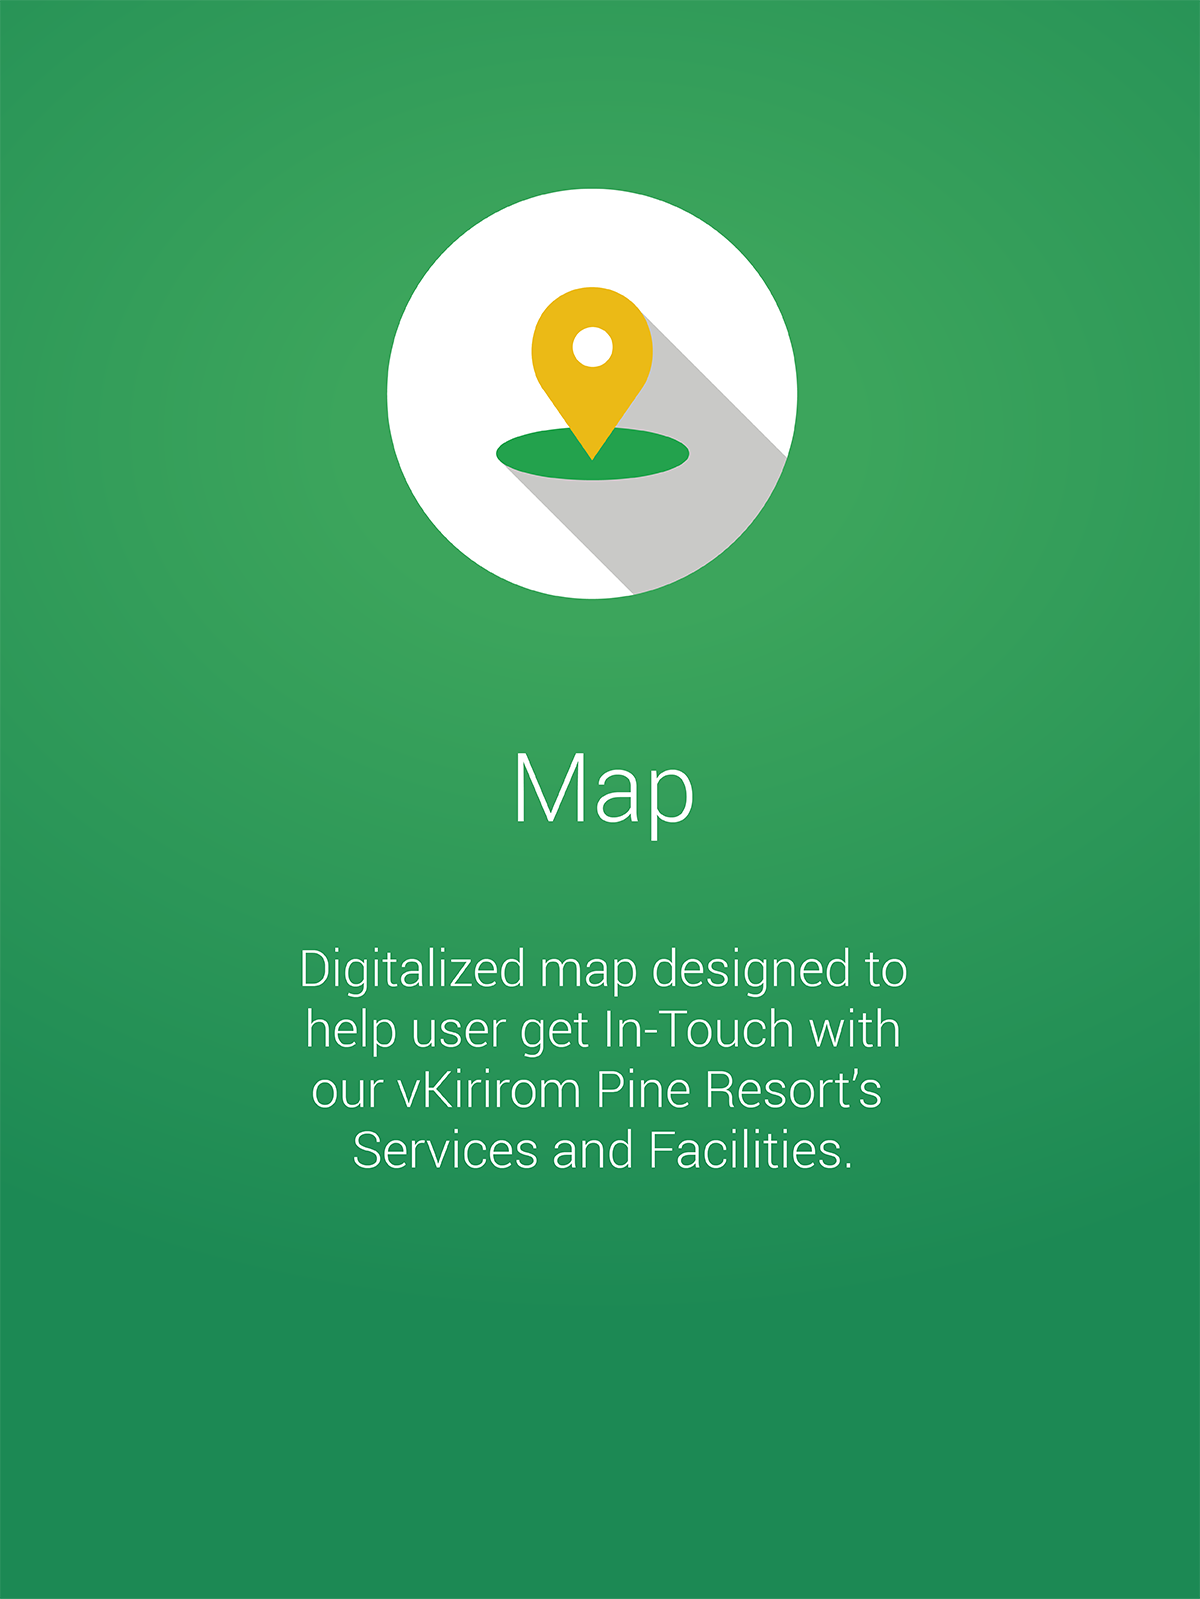 Map
Digitalized map designed to
help user get In-Touch with
our vKirirom Pine Resort’s
Services and Facilities.